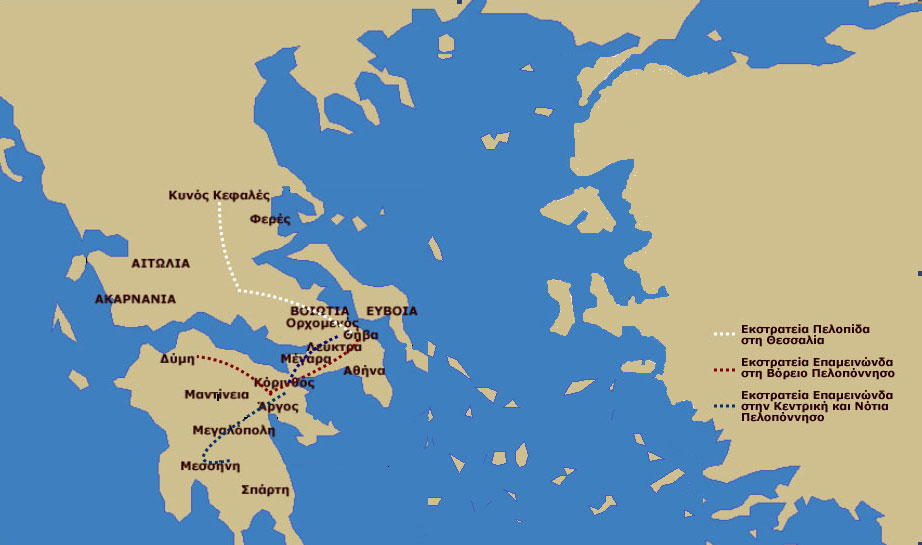 Κυνός Κεφαλές
Φερές
ΑΙΤΩΛΙΑ
ΑΚΑΡΝΑΝΙΑ
ΒΟΙΩΤΙΑ ΕΥΒΟΙΑ
Ορχομενός
Θήβα
Λεύκτρα
Δύμη
Μέγαρα
Αθήνα
Κόρινθος
Μαντίνεια
Άργος
Μεγαλόπολη
Μεσσήνη
Σπάρτη
Εκστρατεία Πελοπίδα
στη Θεσσαλία
Εκστρατεία Επαμεινώνδα
στη Βόρειο Πελοπόννησο
Εκστρατεία Επαμεινώνδα
στην Κεντρική και Νότια
Πελοπόννησο